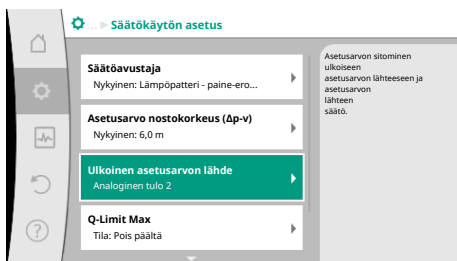 ... Säätökäytön asetus
Säätöavustaja
Nykyinen: Lämpöpatteri - paine-ero...
Asetusarvo nostokorkeus (Δp-v)
Nykyinen: 6,0 m
Ulkoinen asetusarvon lähde
Analoginen tulo 2
Q-Limit Max
Tila: Pois päältä
Asetusarvon sitominen
ulkoiseen
asetusarvon lähteeseen ja
asetusarvon
lähteen
säätö.